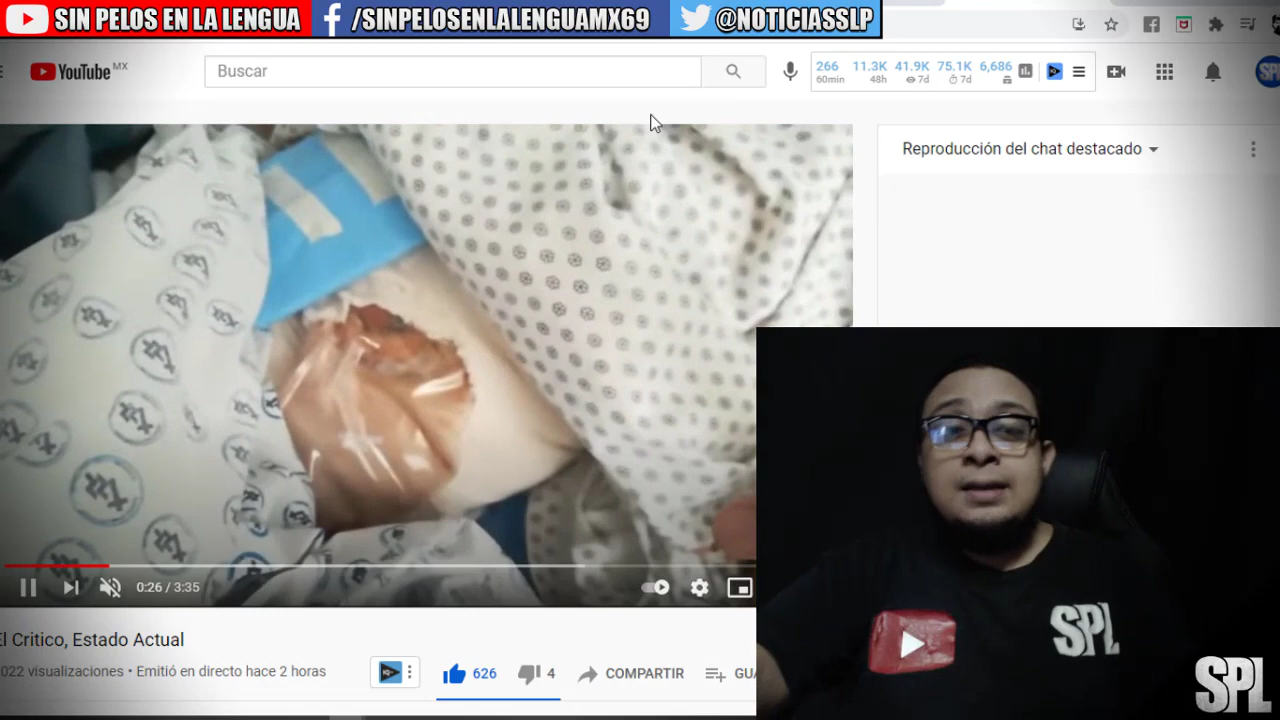 SIN PELOS EN LA LENGUA
/SINPELOSENLALENGUAMX69
@NOTICIASSLP
YouTube MX
Buscar
266 11.3K 41.9K 75.1K 6,686
60min 48h 7d 7d
SPL
Reproducción del chat destacado
0:26 / 3:35
El Critico, Estado Actual
022 visualizaciones • Emitió en directo hace 2 horas
626
4
COMPARTIR
GU
SPL
SPL